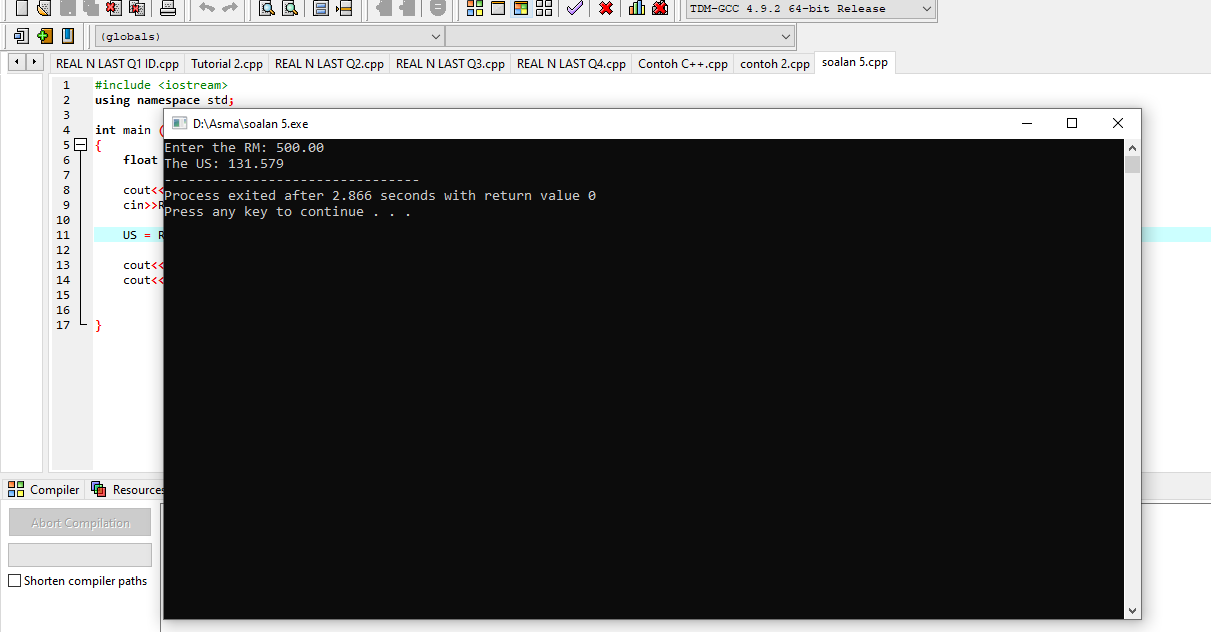 TDM-GCC 4.9.2 64-bit Release
(globals)
REAL N LAST Q1 ID.cpp Tutorial 2.cpp REAL N LAST Q2.cpp REAL N LAST Q3.cpp REAL N LAST Q4.cpp Contoh C++.cpp contoh 2.cpp soalan 5.cpp
1 #include <iostream>
2 using namespace std;
3
4 int main (
5 {
6 float
7
8 cout<<
9 cin>>R
10
11 US = R
12
13 cout<<
14 cout<<
15
16
17 }
D:\Asma\soalan 5.exe
Enter the RM: 500.00
The US: 131.579
--------------------------------
Process exited after 2.866 seconds with return value 0
Press any key to continue . . .
Compiler Resources
Abort Compilation
Shorten compiler paths